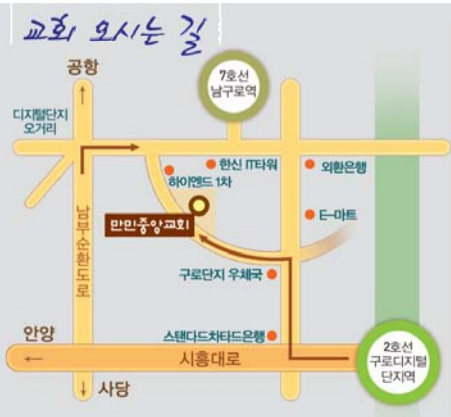 교회 오시는 길
공항
7호선
남구로역
디지털단지
오거리
한신 IT타워
하이엔드 1차
외환은행
만민중앙교회
E-마트
남부순환도로
구로단지 우체국
안양
스탠다드차타드은행
시흥대로
2호선
구로디지털
단지역
사당